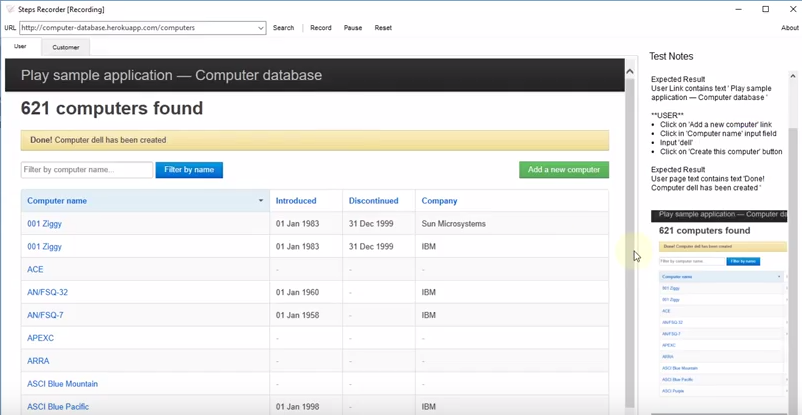 Steps Recorder [Recording]
URL http://computer-database.herokuapp.com/computers Search Record Pause Reset About
User Customer
Play sample application — Computer database
621 computers found
Done! Computer dell has been created
Filter by computer name... Filter by name Add a new computer
Computer name Introduced Discontinued Company
001 Ziggy 01 Jan 1983 31 Dec 1999 Sun Microsystems
001 Ziggy 01 Jan 1983 31 Dec 1999 IBM
ACE - - -
AN/FSQ-32 01 Jan 1960 - IBM
AN/FSQ-7 01 Jan 1958 - IBM
APEXC - - -
ARRA - - -
ASCI Blue Mountain - - -
ASCI Blue Pacific 01 Jan 1998 - IBM
Test Notes
Expected Result
User Link contains text ' Play sample
application — Computer database '
**USER**
• Click on 'Add a new computer' link
• Click in 'Computer name' input field
• Input 'dell'
• Click on 'Create this computer' button
Expected Result
User page text contains text 'Done!
Computer dell has been created '
Play sample application — Computer da
621 computers found
Done! Computer dell has been created
Filter by computer name Filter by name
Computer name
001 Ziggy
001 Ziggy
ACE
AN/FSQ-32
AN/FSQ-7
APEXC
ARRA
ASCI Blue Mountain
ASCI Blue Pacific
ASCI Purple